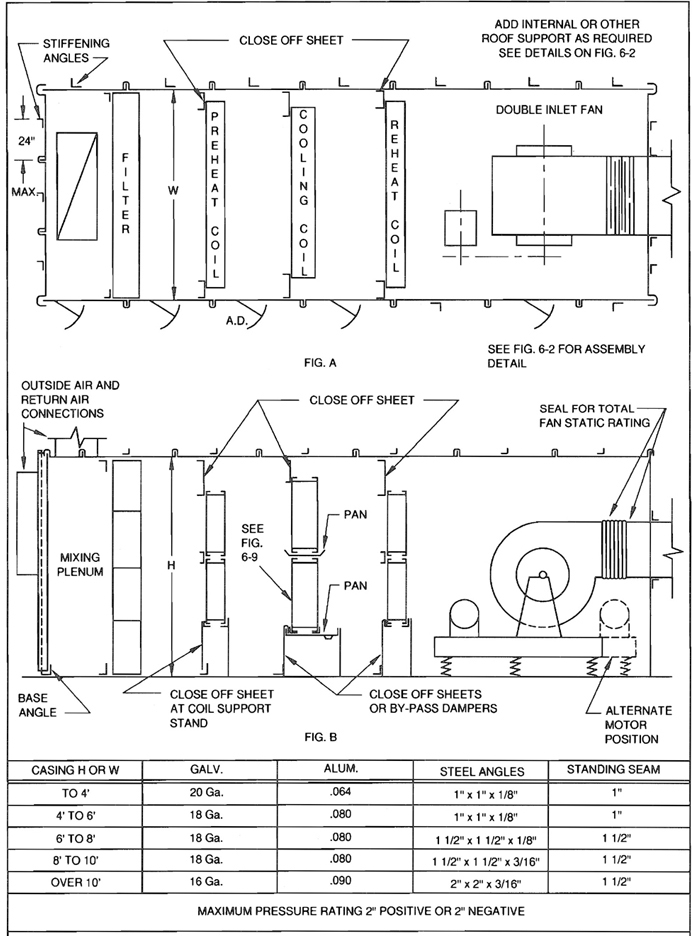 ADD INTERNAL OR OTHER
ROOF SUPPORT AS REQUIRED
SEE DETAILS ON FIG. 6-2
STIFFENING
ANGLES
CLOSE OFF SHEET
24"
MAX.
FILTER
W
PREHEAT COIL
COOLING COIL
REHEAT COIL
DOUBLE INLET FAN
A.D.
FIG. A
SEE FIG. 6-2 FOR ASSEMBLY
DETAIL
OUTSIDE AIR AND
RETURN AIR
CONNECTIONS
CLOSE OFF SHEET
SEAL FOR TOTAL
FAN STATIC RATING
MIXING
PLENUM
H
SEE
FIG.
6-9
PAN
PAN
BASE
ANGLE
CLOSE OFF SHEET
AT COIL SUPPORT
STAND
CLOSE OFF SHEETS
OR BY-PASS DAMPERS
ALTERNATE
MOTOR
POSITION
FIG. B
CASING H OR W GALV. ALUM. STEEL ANGLES STANDING SEAM
TO 4' 20 Ga. .064 1" x 1" x 1/8" 1"
4' TO 6' 18 Ga. .080 1" x 1" x 1/8" 1"
6' TO 8' 18 Ga. .080 1 1/2" x 1 1/2" x 1/8" 1 1/2"
8' TO 10' 18 Ga. .080 1 1/2" x 1 1/2" x 3/16" 1 1/2"
OVER 10' 16 Ga. .090 2" x 2" x 3/16" 1 1/2"
MAXIMUM PRESSURE RATING 2" POSITIVE OR 2" NEGATIVE